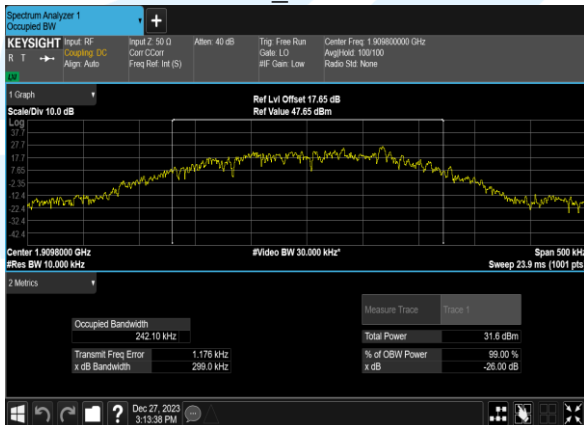 Spectrum Analyzer 1
Occupied BW
KEYSIGHT Input: RF Input Z: 50 Ω Atten: 40 dB Trig: Free Run Center Freq: 1.909800000 GHz
R T Coupling: DC Corr CCorr Gate: LO Avg|Hold: 100/100
Align: Auto Freq Ref: Int (S) #IF Gain: Low Radio Std: None
1 Graph
Ref Lvl Offset 17.65 dB
Scale/Div 10.0 dB Ref Value 47.65 dBm
Log
37.7
27.7
17.7
7.65
-2.35
-12.4
-22.4
-32.4
-42.4
Center 1.9098000 GHz #Video BW 30.000 kHz* Span 500 kHz
#Res BW 10.000 kHz Sweep 23.9 ms (1001 pts
2 Metrics
Measure Trace Trace 1
Occupied Bandwidth
242.10 kHz Total Power 31.6 dBm
Transmit Freq Error 1.176 kHz % of OBW Power 99.00 %
x dB Bandwidth 299.0 kHz x dB -26.00 dB
Dec 27, 2023
3:13:38 PM